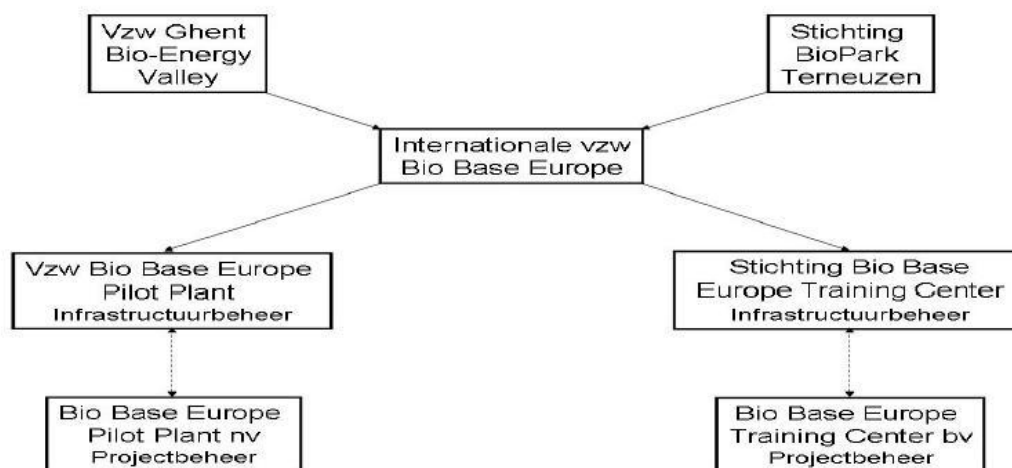 Vzw Ghent
Bio-Energy
Valley
Stichting
BioPark
Terneuzen
Internationale vzw
Bio Base Europe
Vzw Bio Base Europe
Pilot Plant
Infrastructuurbeheer
Stichting Bio Base
Europe Training Center
Infrastructuurbeheer
Bio Base Europe
Pilot Plant nv
Projectbeheer
Bio Base Europe
Training Center bv
Projectbeheer